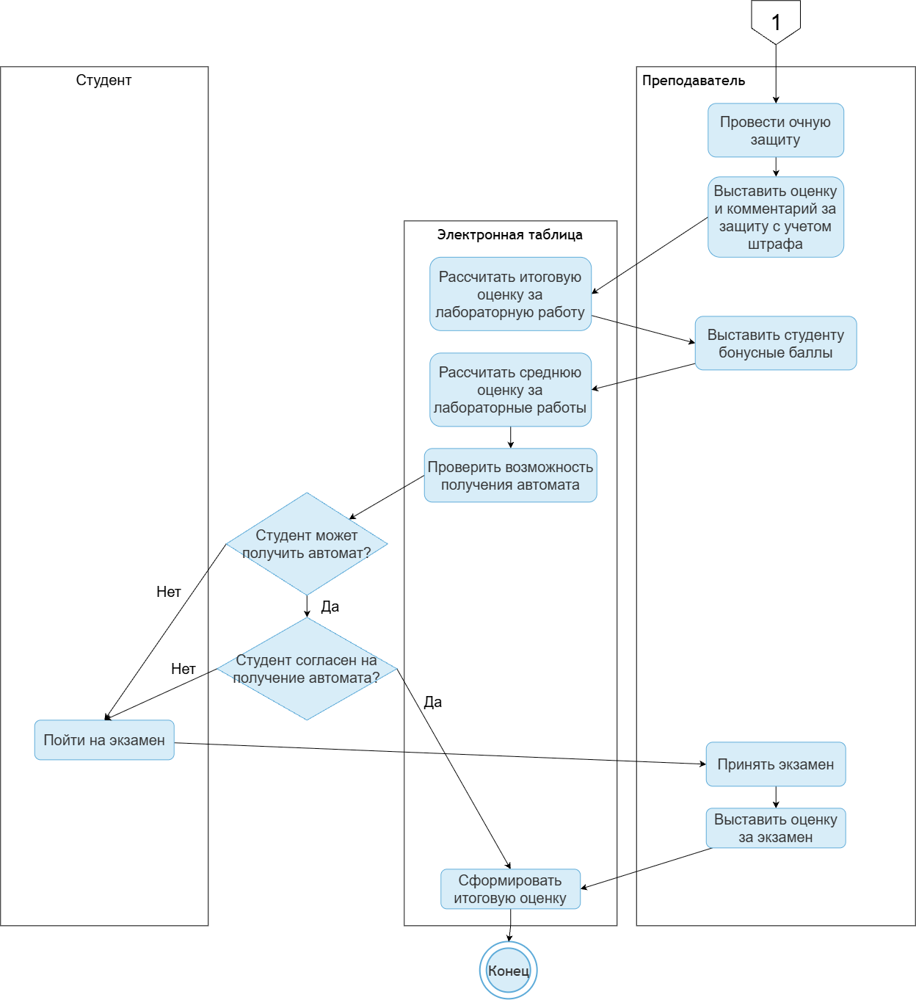 1
Студент
Преподаватель
Провести очную
защиту
Выставить оценку
и комментарий за
защиту с учетом
штрафа
Электронная таблица
Рассчитать итоговую
оценку за
лабораторную работу
Выставить студенту
бонусные баллы
Рассчитать среднюю
оценку за
лабораторные работы
Проверить возможность
получения автомата
Студент может
получить автомат?
Нет
Да
Студент согласен на
получение автомата?
Нет
Да
Пойти на экзамен
Принять экзамен
Выставить оценку
за экзамен
Сформировать
итоговую оценку
Конец